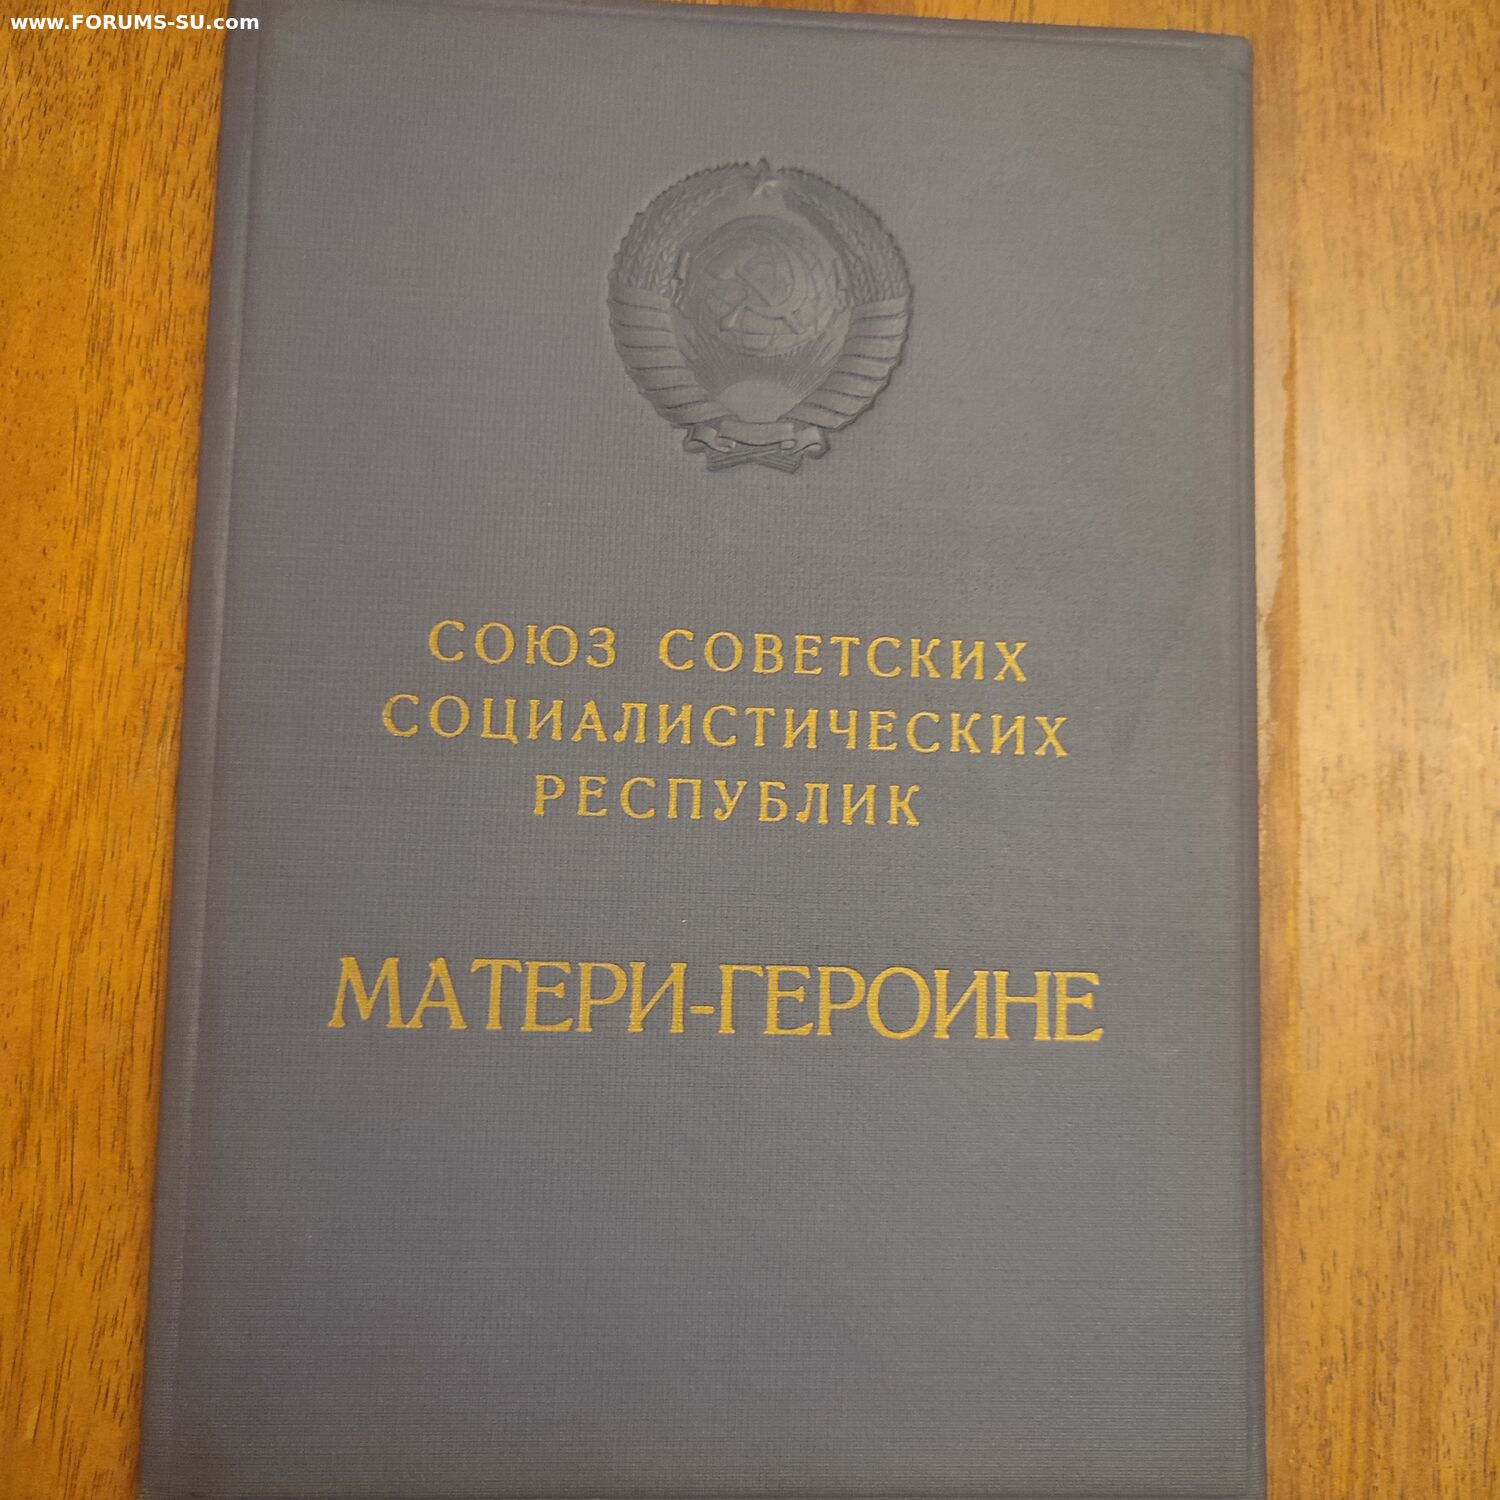 www.FORUMS-SU.com
СОЮЗ СОВЕТСКИХ
СОЦИАЛИСТИЧЕСКИХ
РЕСПУБЛИК
МАТЕРИ-ГЕРОИНЕ